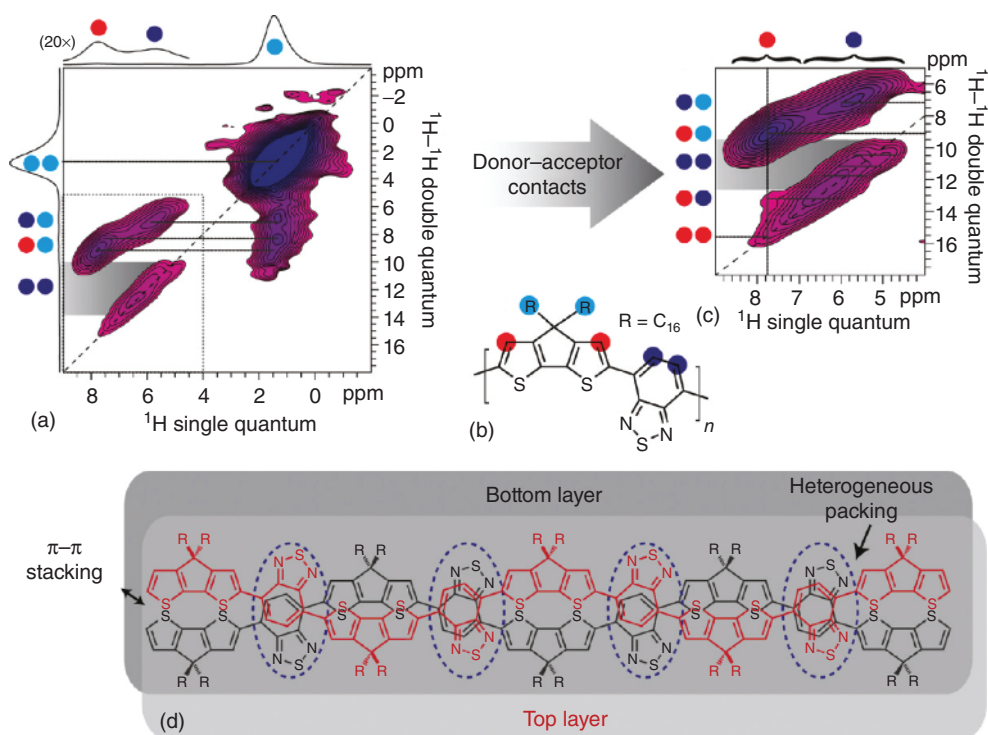 (20×)
ppm
−2
0
2
4
6
8
10
12
14
16
¹H–¹H double quantum
8
6
4
2
0
ppm
¹H single quantum
(a)
Donor–acceptor
contacts
ppm
6
8
10
12
14
16
¹H–¹H double quantum
8
7
6
5
ppm
¹H single quantum
(c)
R
R
R = C₁₆
S
S
N
S
N
n
(b)
Bottom layer
Heterogeneous
packing
π–π
stacking
R R
S
N
N
R R
N
S
N
R R
S
N
N
R R
N
S
N
R R
S
S
S
S
S
S
S
S
S
S
R R
N
S
N
R R
N
S
N
R R
N
S
N
R R
N
S
N
R R
(d)
Top layer